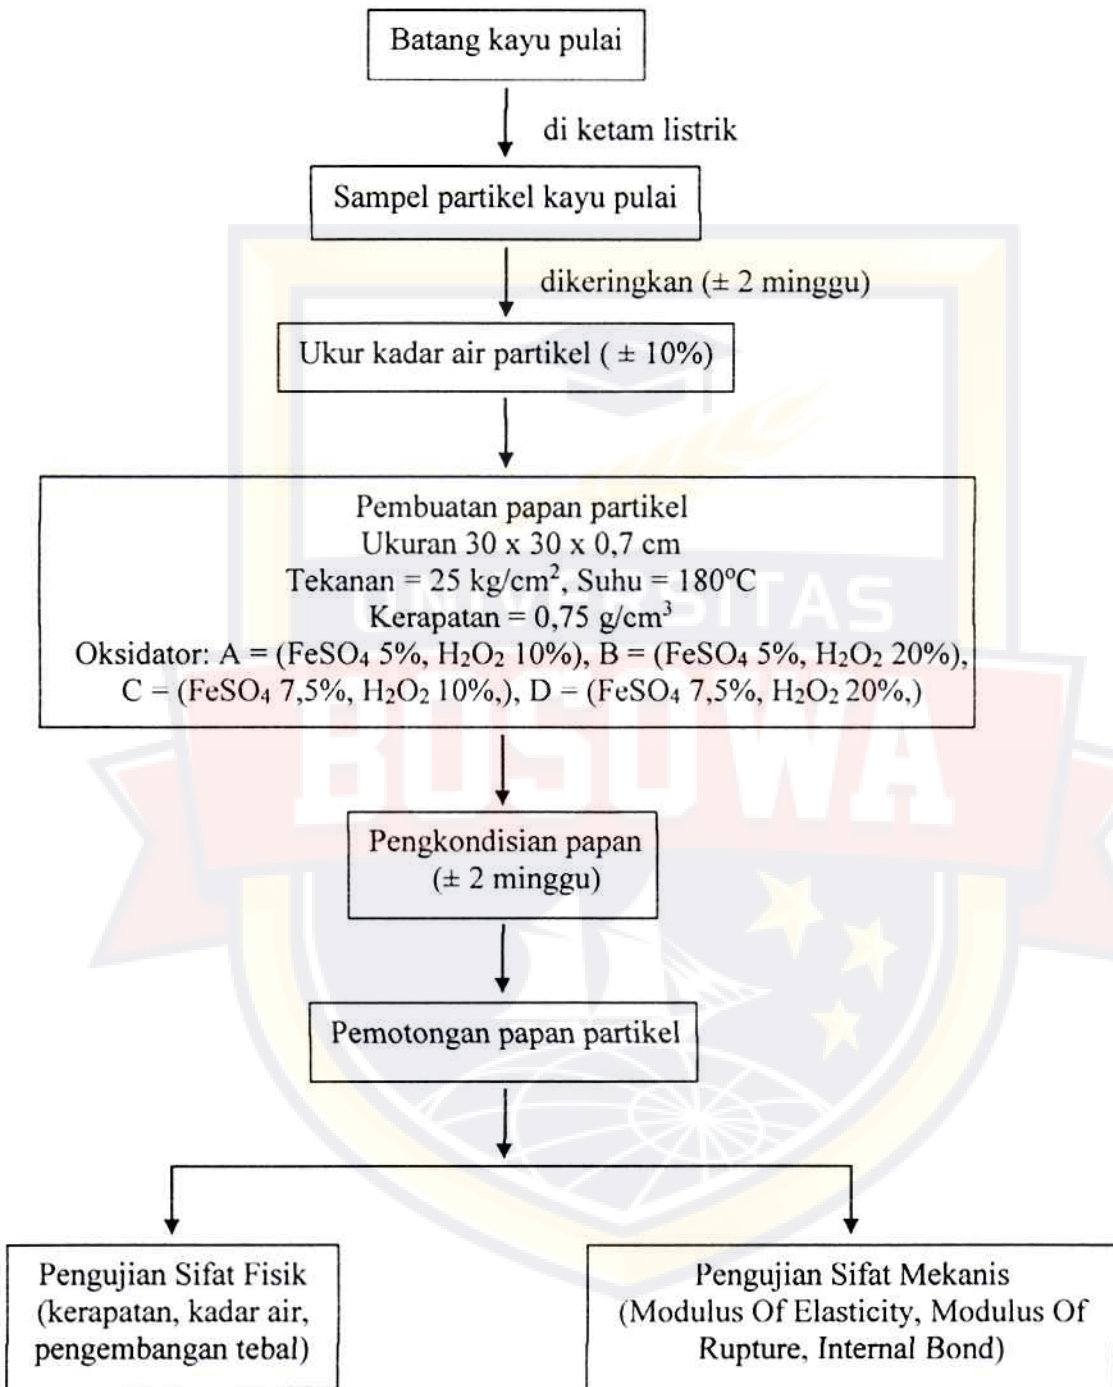 Batang kayu pulai
di ketam listrik
Sampel partikel kayu pulai
dikeringkan (± 2 minggu)
Ukur kadar air partikel ( ± 10%)
Pembuatan papan partikel
Ukuran 30 x 30 x 0,7 cm
Tekanan = 25 kg/cm², Suhu = 180°C
Kerapatan = 0,75 g/cm³
Oksidator: A = (FeSO₄ 5%, H₂O₂ 10%), B = (FeSO₄ 5%, H₂O₂ 20%),
C = (FeSO₄ 7,5%, H₂O₂ 10%,), D = (FeSO₄ 7,5%, H₂O₂ 20%,)
UNIVERSITAS
BOSOWA
Pengkondisian papan
(± 2 minggu)
Pemotongan papan partikel
Pengujian Sifat Fisik
(kerapatan, kadar air,
pengembangan tebal)
Pengujian Sifat Mekanis
(Modulus Of Elasticity, Modulus Of
Rupture, Internal Bond)